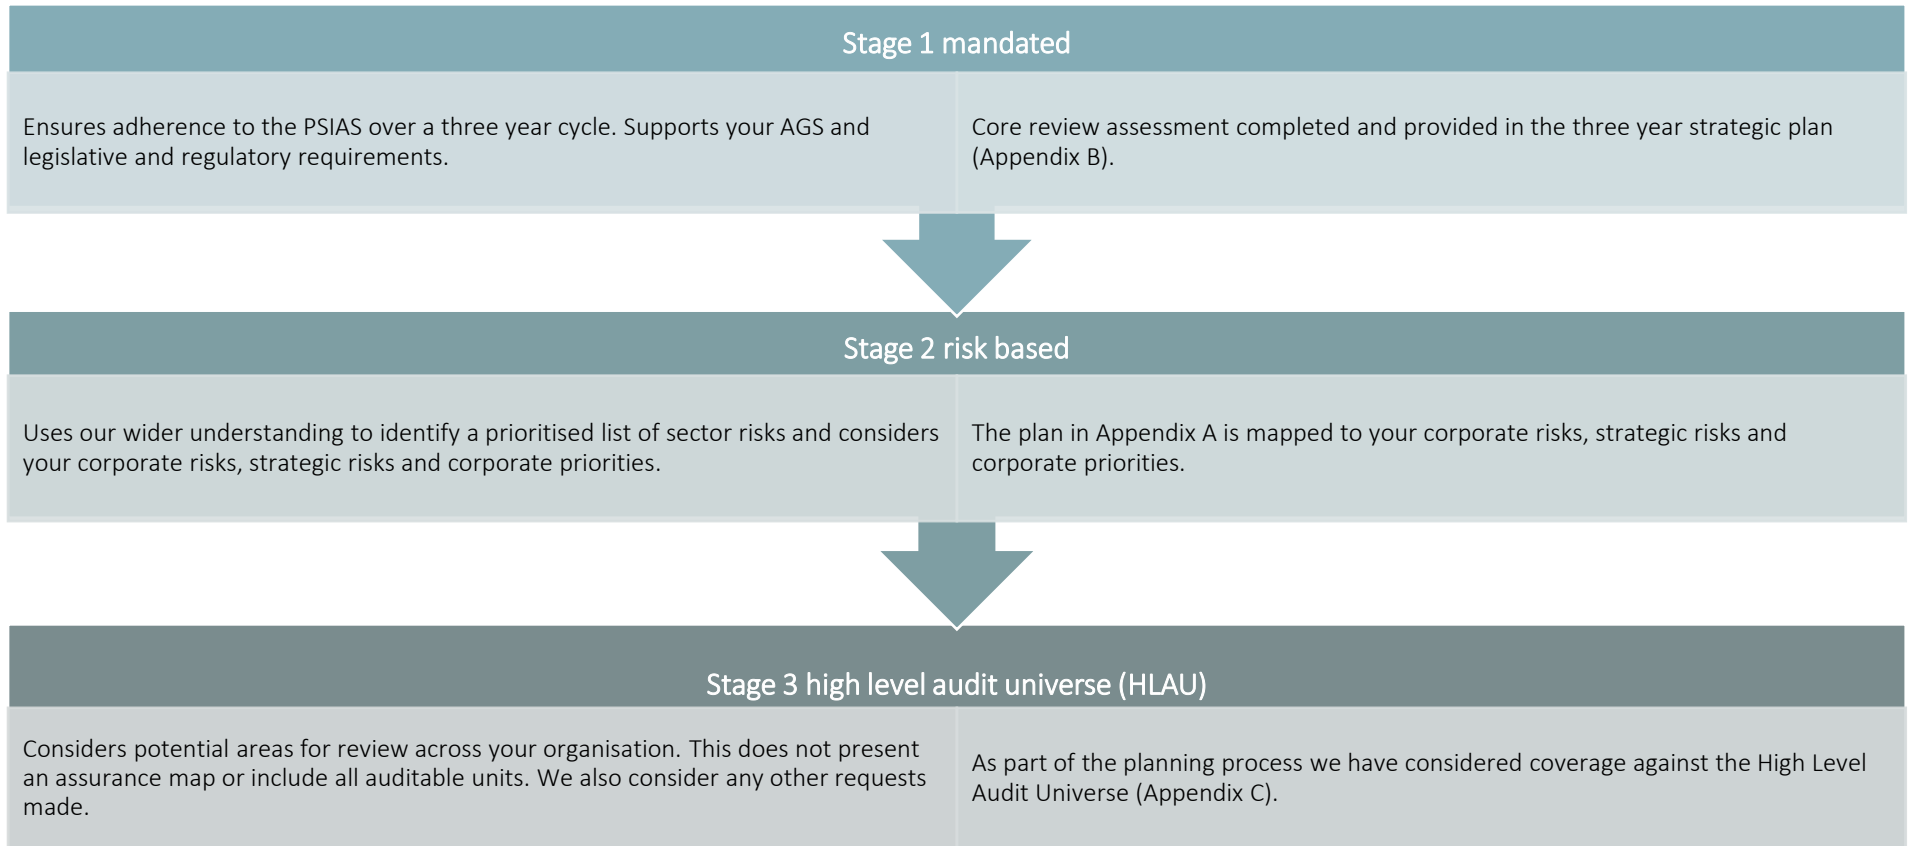 Stage 1 mandated
Ensures adherence to the PSIAS over a three year cycle. Supports your AGS and
legislative and regulatory requirements.
Core review assessment completed and provided in the three year strategic plan
(Appendix B).
Stage 2 risk based
Uses our wider understanding to identify a prioritised list of sector risks and considers
your corporate risks, strategic risks and corporate priorities.
The plan in Appendix A is mapped to your corporate risks, strategic risks and
corporate priorities.
Stage 3 high level audit universe (HLAU)
Considers potential areas for review across your organisation. This does not present
an assurance map or include all auditable units. We also consider any other requests
made.
As part of the planning process we have considered coverage against the High Level
Audit Universe (Appendix C).